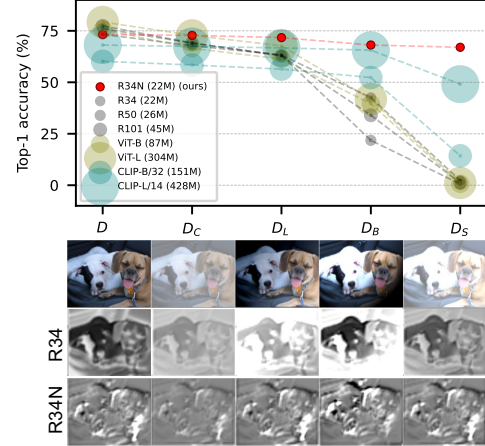 75
50
25
0
Top-1 accuracy (%)
R34N (22M) (ours)
R34 (22M)
R50 (26M)
R101 (45M)
ViT-B (87M)
ViT-L (304M)
CLIP-B/32 (151M)
CLIP-L/14 (428M)
D D_C D_L D_B D_S
R34
R34N